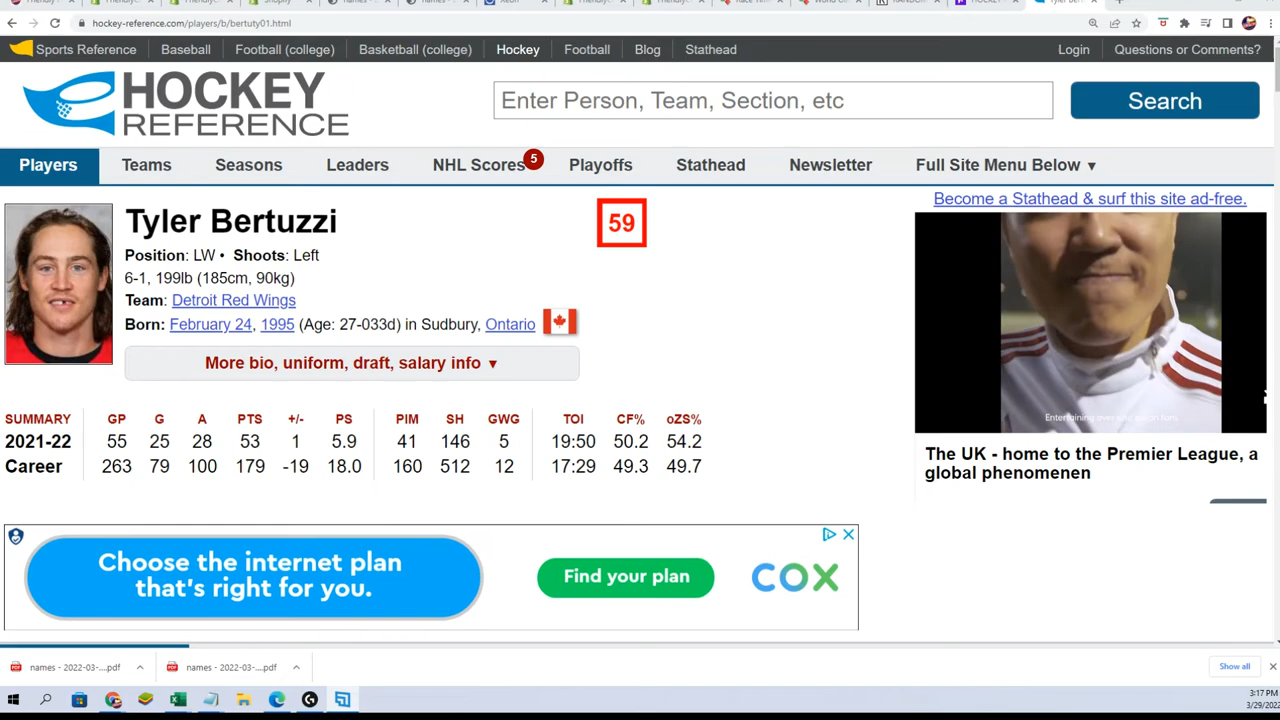 hockey-reference.com/players/b/bertuty01.html
Sports Reference Baseball Football (college) Basketball (college) Hockey Football Blog Stathead Login Questions or Comments?
HOCKEY
REFERENCE
Enter Person, Team, Section, etc
Search
Players Teams Seasons Leaders NHL Scores 5 Playoffs Stathead Newsletter Full Site Menu Below ▼
Become a Stathead & surf this site ad-free.
Tyler Bertuzzi
59
Position: LW • Shoots: Left
6-1, 199lb (185cm, 90kg)
Team: Detroit Red Wings
Born: February 24, 1995 (Age: 27-033d) in Sudbury, Ontario
More bio, uniform, draft, salary info ▼
SUMMARY GP G A PTS +/- PS PIM SH GWG TOI CF% oZS%
2021-22 55 25 28 53 1 5.9 41 146 5 19:50 50.2 54.2
Career 263 79 100 179 -19 18.0 160 512 12 17:29 49.3 49.7
The UK - home to the Premier League, a
global phenomenen
Choose the internet plan
that's right for you.
Find your plan
COX
names - 2022-03-....pdf
names - 2022-03-....pdf
Show all
3:17 PM
3/29/2022